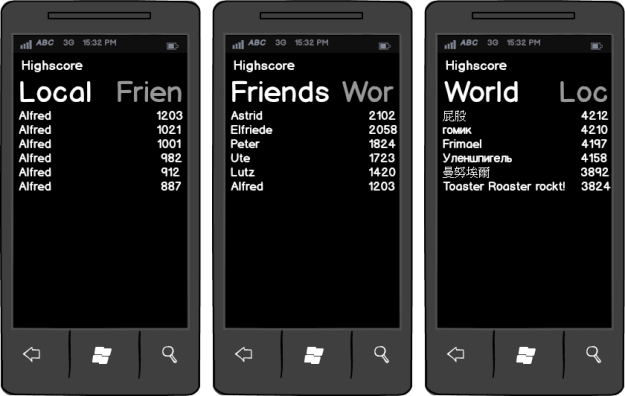 ABC 3G 15:32 PM
Highscore
Local Frien
Alfred 1203
Alfred 1021
Alfred 1001
Alfred 982
Alfred 912
Alfred 887
ABC 3G 15:32 PM
Highscore
Friends Wor
Astrid 2102
Elfriede 2058
Peter 1824
Ute 1723
Lutz 1420
Alfred 1203
ABC 3G 15:32 PM
Highscore
World Loc
屁股 4212
гомик 4210
Frimael 4197
Уленшпигель 4158
曼努埃爾 3892
Toaster Roaster rockt! 3824